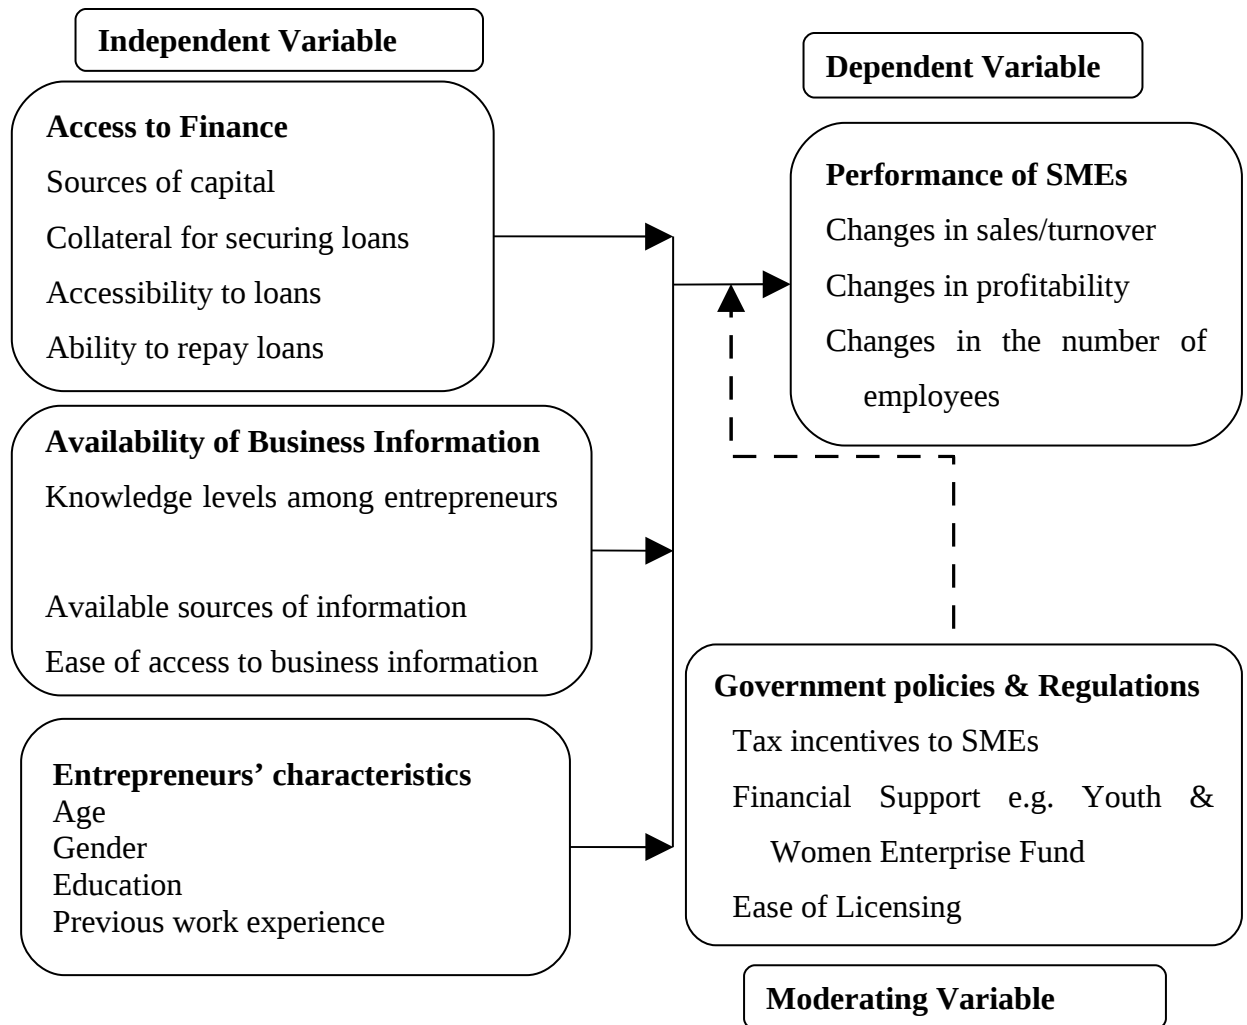 Independent Variable
Access to Finance
Sources of capital
Collateral for securing loans
Accessibility to loans
Ability to repay loans
Availability of Business Information
Knowledge levels among entrepreneurs
Available sources of information
Ease of access to business information
Entrepreneurs’ characteristics
Age
Gender
Education
Previous work experience
Dependent Variable
Performance of SMEs
Changes in sales/turnover
Changes in profitability
Changes in the number of
employees
Government policies & Regulations
Tax incentives to SMEs
Financial Support e.g. Youth &
Women Enterprise Fund
Ease of Licensing
Moderating Variable